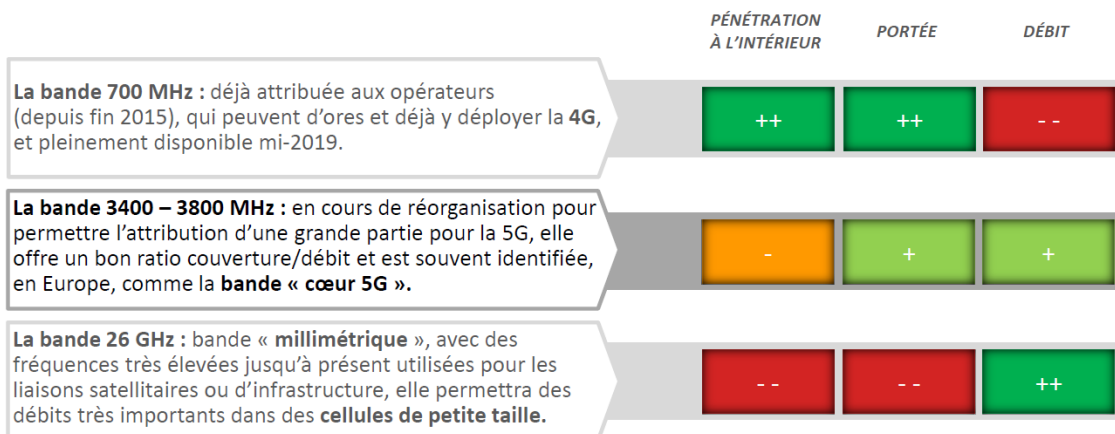 PÉNÉTRATION
À L’INTÉRIEUR
PORTÉE
DÉBIT
La bande 700 MHz : déjà attribuée aux opérateurs
(depuis fin 2015), qui peuvent d’ores et déjà y déployer la 4G,
et pleinement disponible mi-2019.
++
++
- -
La bande 3400 – 3800 MHz : en cours de réorganisation pour
permettre l’attribution d’une grande partie pour la 5G, elle
offre un bon ratio couverture/débit et est souvent identifiée,
en Europe, comme la bande « cœur 5G ».
-
+
+
La bande 26 GHz : bande « millimétrique », avec des
fréquences très élevées jusqu’à présent utilisées pour les
liaisons satellitaires ou d’infrastructure, elle permettra des
débits très importants dans des cellules de petite taille.
- -
- -
++